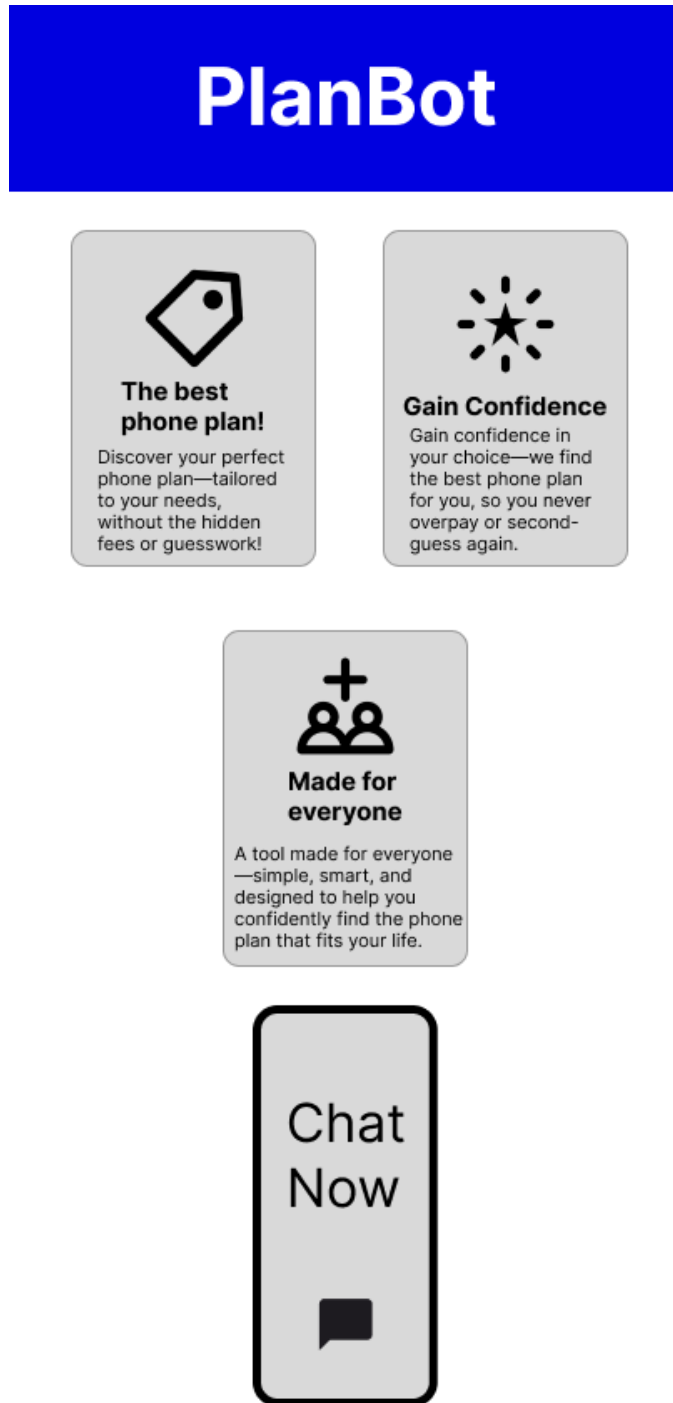 PlanBot
The best
phone plan!
Discover your perfect
phone plan—tailored
to your needs,
without the hidden
fees or guesswork!
Gain Confidence
Gain confidence in
your choice—we find
the best phone plan
for you, so you never
overpay or second-
guess again.
Made for
everyone
A tool made for everyone
—simple, smart, and
designed to help you
confidently find the phone
plan that fits your life.
Chat
Now